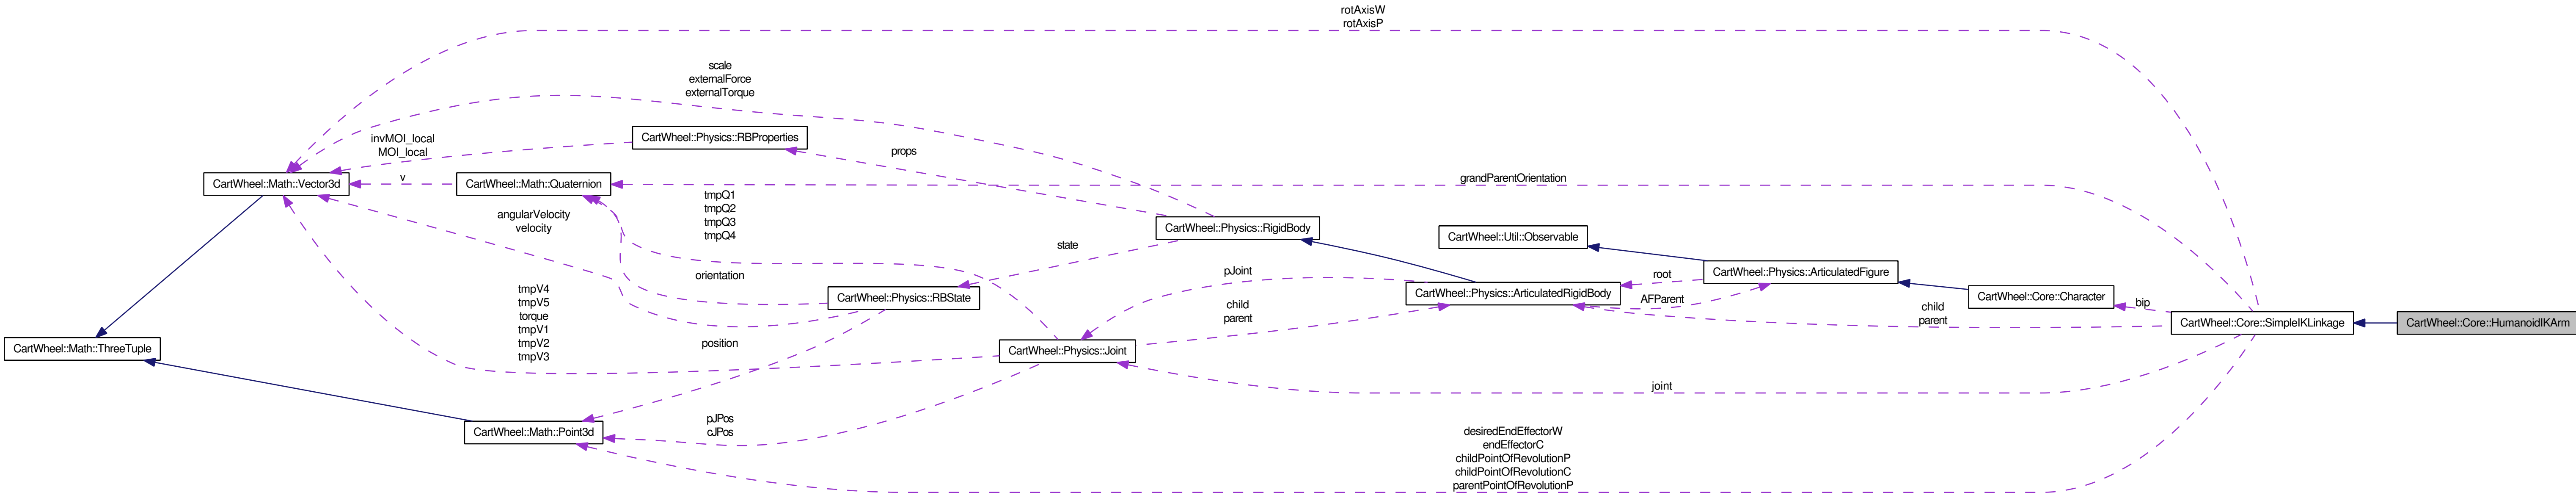 rotAxisW
rotAxisP
scale
externalForce
externalTorque
CartWheel::Physics::RBProperties
invMOI_local
MOI_local
props
CartWheel::Math::Vector3d
v
CartWheel::Math::Quaternion
grandParentOrientation
tmpQ1
tmpQ2
tmpQ3
tmpQ4
angularVelocity
velocity
CartWheel::Physics::RigidBody
CartWheel::Util::Observable
state
orientation
pJoint
root
CartWheel::Physics::ArticulatedFigure
tmpV4
tmpV5
torque
tmpV1
tmpV2
tmpV3
CartWheel::Physics::RBState
CartWheel::Physics::ArticulatedRigidBody
AFParent
CartWheel::Core::Character
bip
child
parent
child
parent
CartWheel::Core::SimpleIKLinkage
CartWheel::Core::HumanoidIKArm
position
CartWheel::Math::ThreeTuple
CartWheel::Physics::Joint
joint
pJPos
cJPos
CartWheel::Math::Point3d
desiredEndEffectorW
endEffectorC
childPointOfRevolutionP
childPointOfRevolutionC
parentPointOfRevolutionP